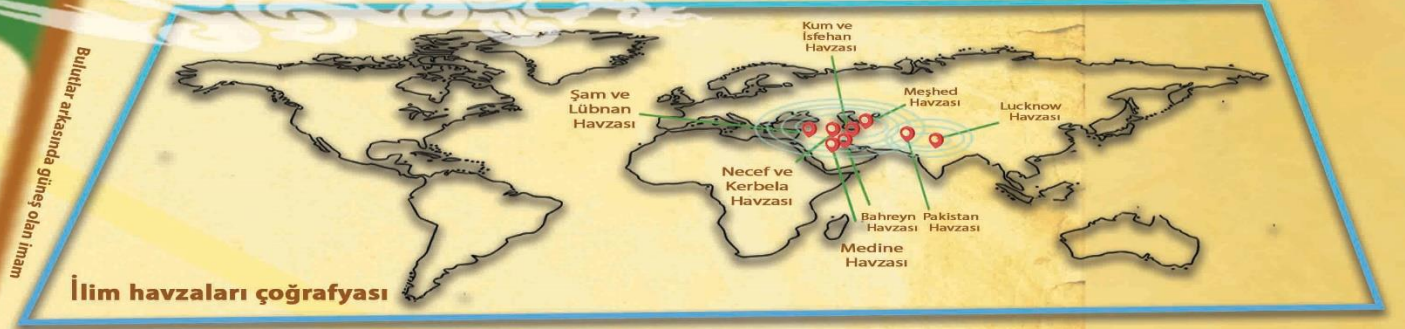 Kum ve
İsfehan
Havzası
Şam ve
Lübnan
Havzası
Meşhed
Havzası
Lucknow
Havzası
Necef ve
Kerbela
Havzası
Bahreyn
Havzası
Pakistan
Havzası
Medine
Havzası
Bulutlar arkasında güneş olan imam
İlim havzaları çoğrafyası